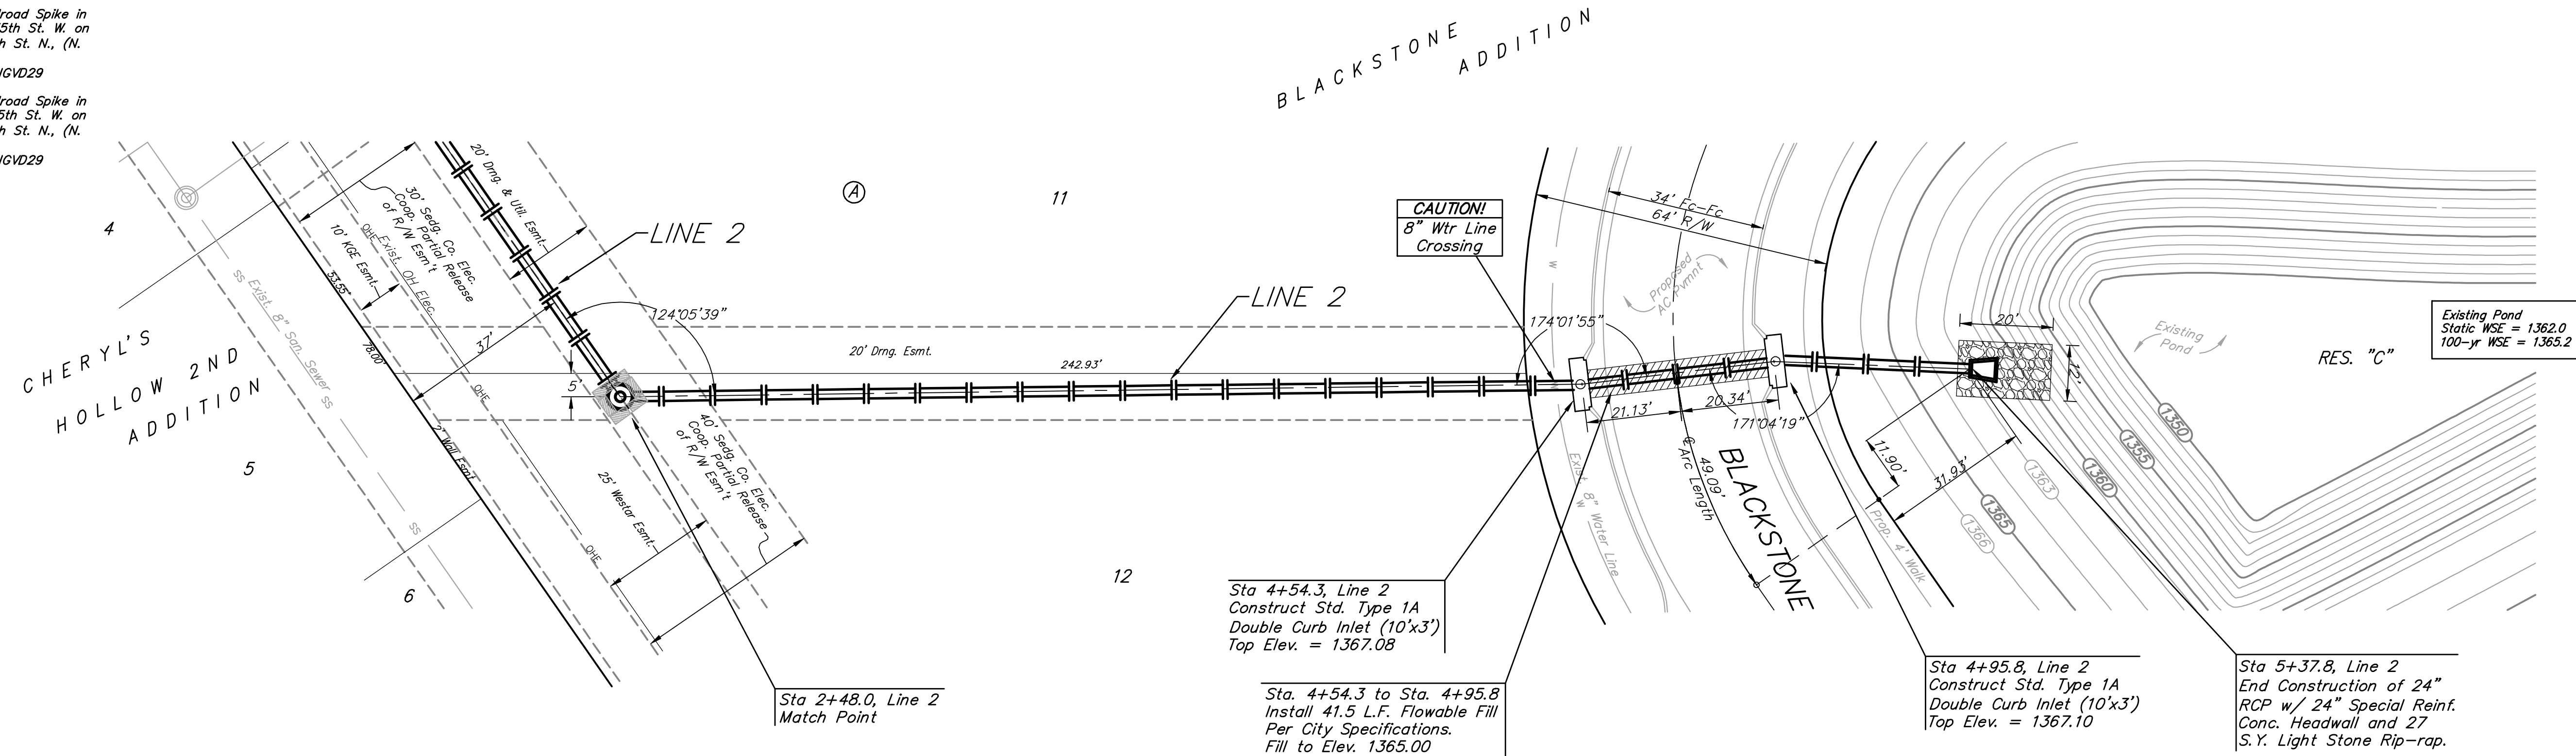 road Spike in
5th St. W. on
h St. N., (N.
NGVD29
road Spike in
5th St. W. on
h St. N., (N.
NGVD29
BLACKSTONE
ADDITION
4
5
6
11
12
A
CHERYL'S
HOLLOW 2ND
ADDITION
SS
Exist. 8" San. Sewer
SS
SS
53.55'
78.00'
2' Wall Esmt.
10' KGE Esmt.
30' Sedg. Co. Elec.
Coop. Partial Release
of R/W Esm't
OHE
Exist. OH Elec.
OHE
OHE
20' Drng. & Util. Esmt.
37'
5'
25' Westar Esmt.
40' Sedg. Co. Elec.
Coop. Partial Release
of R/W Esm't
LINE 2
124°05'39"
20' Drng. Esmt.
242.93'
LINE 2
CAUTION!
8" Wtr Line
Crossing
174°01'55"
W
34' Fc-Fc
64' R/W
Proposed
AC Pvmnt
21.13'
20.34'
171°04'19"
49.09'
℄ Arc Length
BLACKSTONE
Exist. 8" Water Line
W
Prop. 4' Walk
11.90'
31.93'
20'
12'
1366
1365
1363
1360
1355
1350
Existing
Pond
RES. "C"
Existing Pond
Static WSE = 1362.0
100-yr WSE = 1365.2
Sta 2+48.0, Line 2
Match Point
Sta 4+54.3, Line 2
Construct Std. Type 1A
Double Curb Inlet (10'x3')
Top Elev. = 1367.08
Sta. 4+54.3 to Sta. 4+95.8
Install 41.5 L.F. Flowable Fill
Per City Specifications.
Fill to Elev. 1365.00
Sta 4+95.8, Line 2
Construct Std. Type 1A
Double Curb Inlet (10'x3')
Top Elev. = 1367.10
Sta 5+37.8, Line 2
End Construction of 24"
RCP w/ 24" Special Reinf.
Conc. Headwall and 27
S.Y. Light Stone Rip-rap.